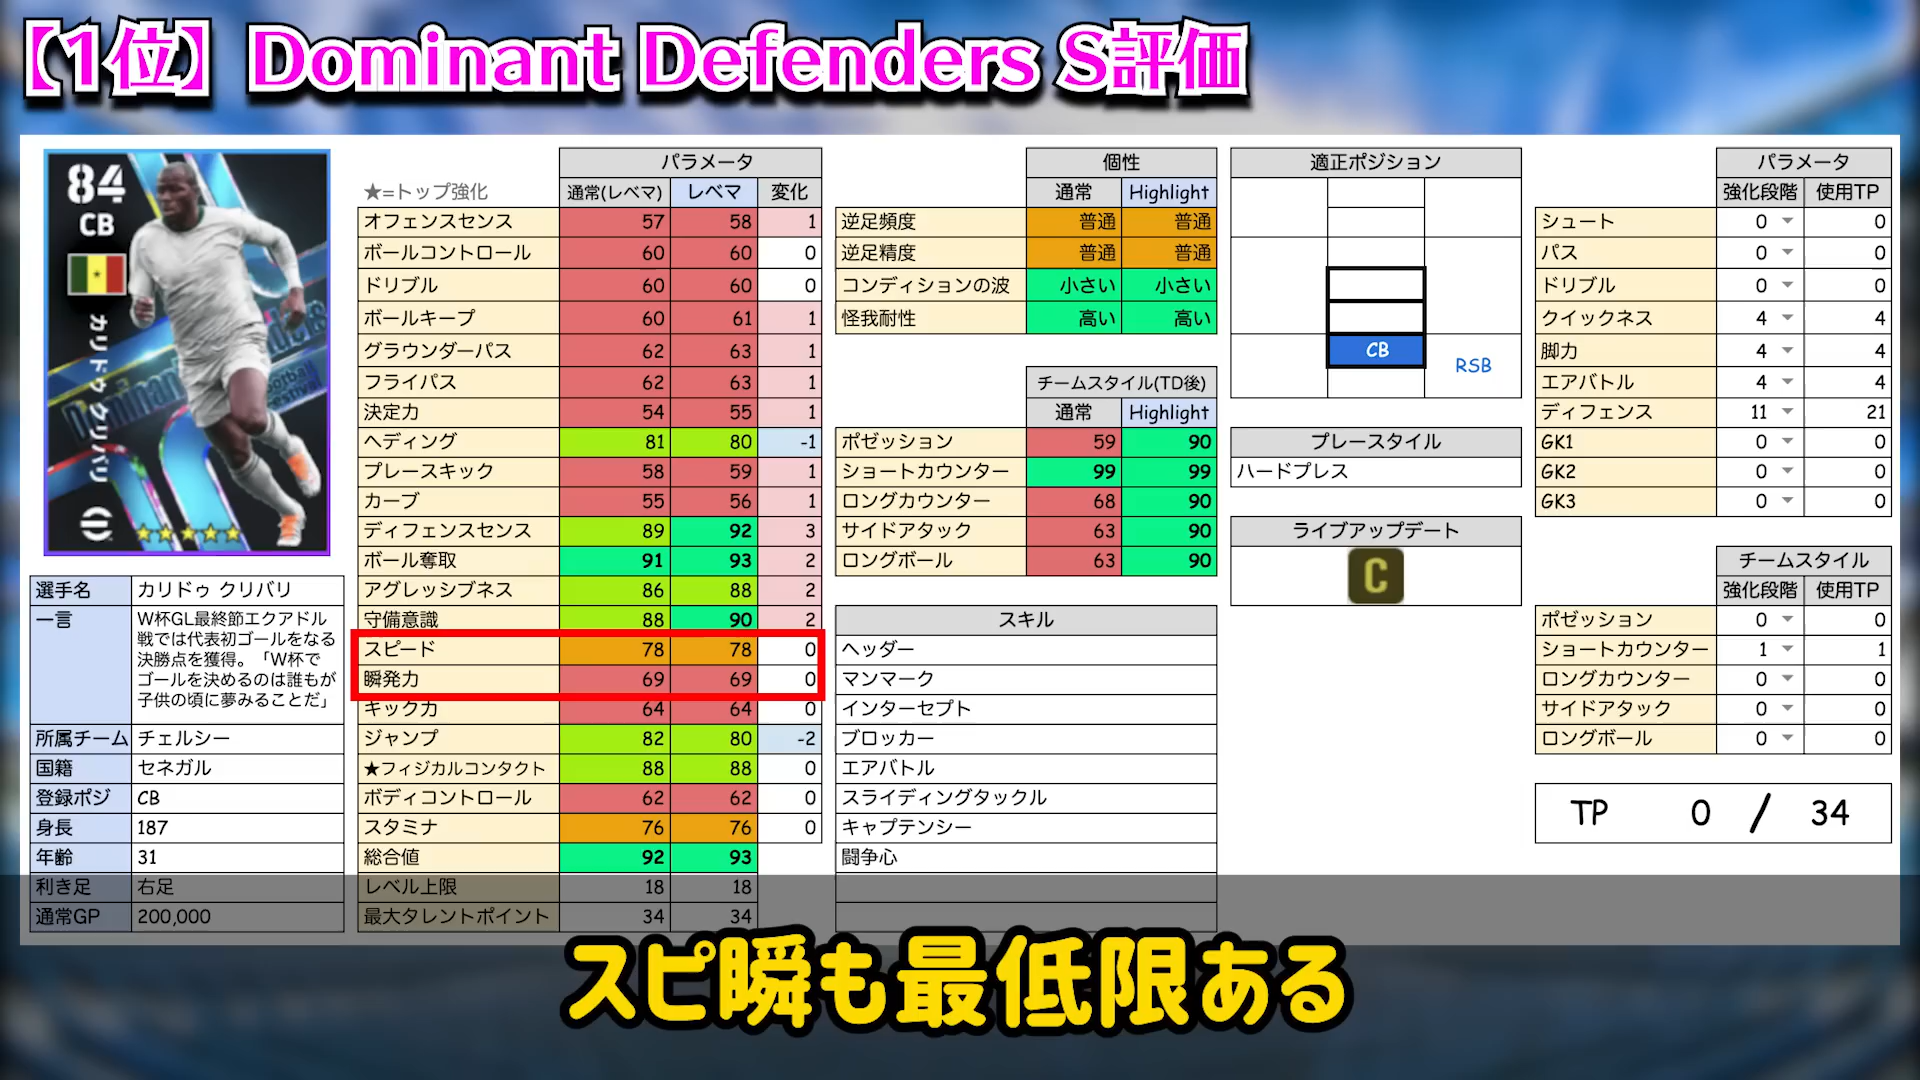 【1位】Dominant Defenders S評価
84
CB
カリドゥ クリバリ
選手名 カリドゥ クリバリ
一言 W杯GL最終節エクアドル
戦では代表初ゴールをなる
決勝点を獲得。「W杯で
ゴールを決めるのは誰もが
子供の頃に夢みることだ」
所属チーム チェルシー
国籍 セネガル
登録ポジ CB
身長 187
年齢 31
利き足 右足
通常GP 200,000
パラメータ
★=トップ強化 通常(レベマ) レベマ 変化
オフェンスセンス 57 58 1
ボールコントロール 60 60 0
ドリブル 60 60 0
ボールキープ 60 61 1
グラウンダーパス 62 63 1
フライパス 62 63 1
決定力 54 55 1
ヘディング 81 80 -1
プレースキック 58 59 1
カーブ 55 56 1
ディフェンスセンス 89 92 3
ボール奪取 91 93 2
アグレッシブネス 86 88 2
守備意識 88 90 2
スピード 78 78 0
瞬発力 69 69 0
キック力 64 64 0
ジャンプ 82 80 -2
★フィジカルコンタクト 88 88 0
ボディコントロール 62 62 0
スタミナ 76 76 0
総合値 92 93
レベル上限 18 18
最大タレントポイント 34 34
個性
通常 Highlight
逆足頻度 普通 普通
逆足精度 普通 普通
コンディションの波 小さい 小さい
怪我耐性 高い 高い
チームスタイル(TD後)
通常 Highlight
ポゼッション 59 90
ショートカウンター 99 99
ロングカウンター 68 90
サイドアタック 63 90
ロングボール 63 90
スキル
ヘッダー
マンマーク
インターセプト
ブロッカー
エアバトル
スライディングタックル
キャプテンシー
闘争心
適正ポジション
CB
RSB
プレースタイル
ハードプレス
ライブアップデート
C
パラメータ
強化段階 使用TP
シュート 0 0
パス 0 0
ドリブル 0 0
クイックネス 4 4
脚力 4 4
エアバトル 4 4
ディフェンス 11 21
GK1 0 0
GK2 0 0
GK3 0 0
チームスタイル
強化段階 使用TP
ポゼッション 0 0
ショートカウンター 1 1
ロングカウンター 0 0
サイドアタック 0 0
ロングボール 0 0
TP 0 / 34
スピ瞬も最低限ある